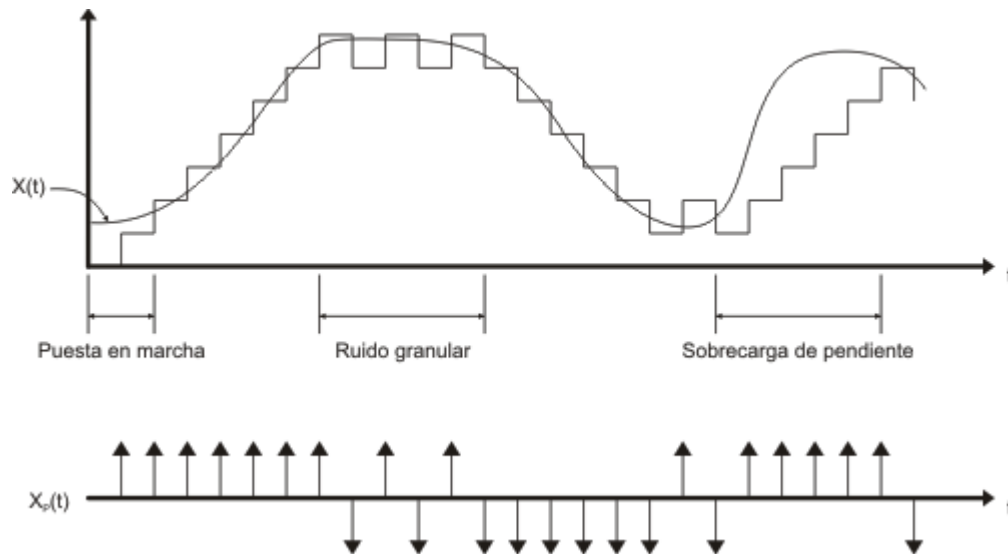 X(t)
t
Puesta en marcha
Ruido granular
Sobrecarga de pendiente
Xₚ(t)
t